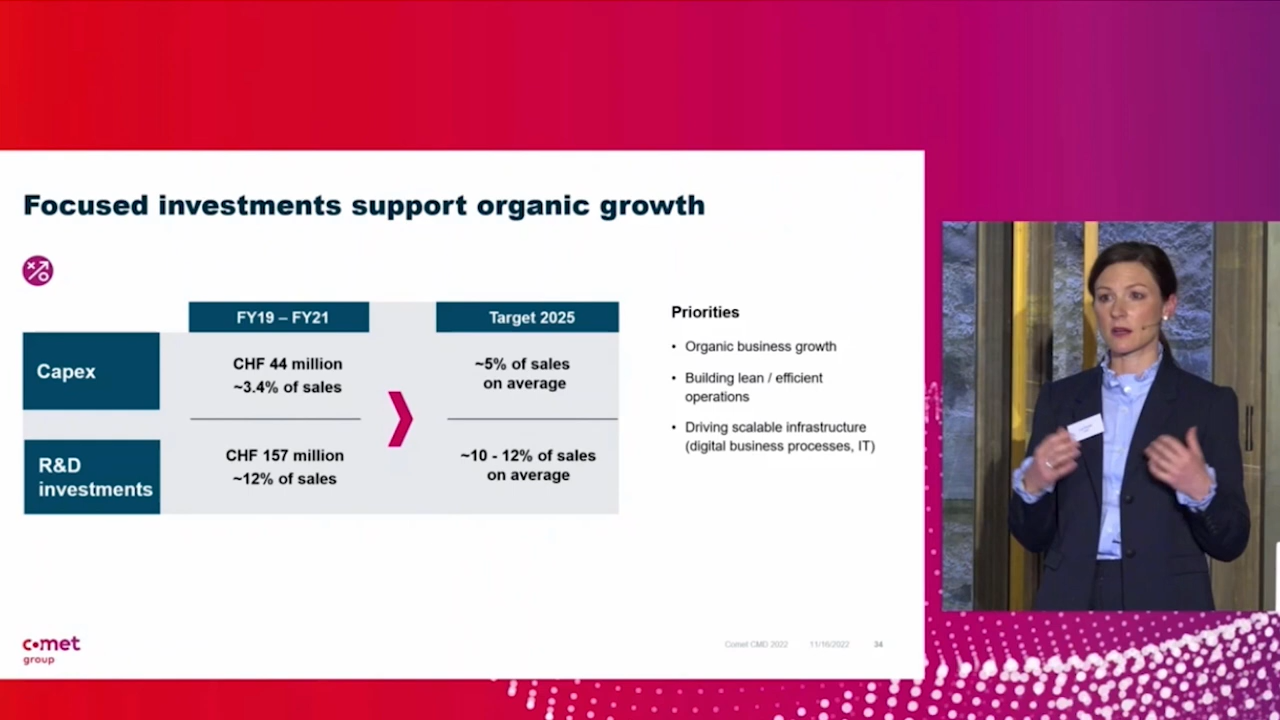 Focused investments support organic growth
FY19 – FY21
Target 2025
Capex
CHF 44 million
~3.4% of sales
~5% of sales
on average
R&D
investments
CHF 157 million
~12% of sales
~10 - 12% of sales
on average
Priorities
• Organic business growth
• Building lean / efficient
operations
• Driving scalable infrastructure
(digital business processes, IT)
comet
group
Comet CMD 2022
11/16/2022
34